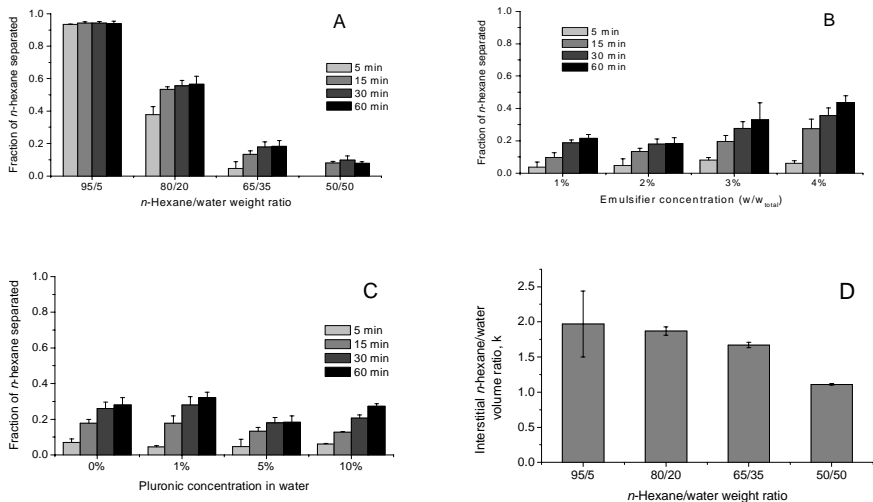 A
1.0
0.8
0.6
0.4
0.2
0.0
Fraction of n-hexane separated
5 min
15 min
30 min
60 min
95/5
80/20
65/35
50/50
n-Hexane/water weight ratio
B
1.0
0.8
0.6
0.4
0.2
0.0
Fraction of n-hexane separated
5 min
15 min
30 min
60 min
1%
2%
3%
4%
Emulsifier concentration (w/w_total)
C
1.0
0.8
0.6
0.4
0.2
0.0
Fraction of n-hexane separated
5 min
15 min
30 min
60 min
0%
1%
5%
10%
Pluronic concentration in water
D
2.5
2.0
1.5
1.0
0.5
0.0
Interstitial n-hexane/water
volume ratio, k
95/5
80/20
65/35
50/50
n-Hexane/water weight ratio